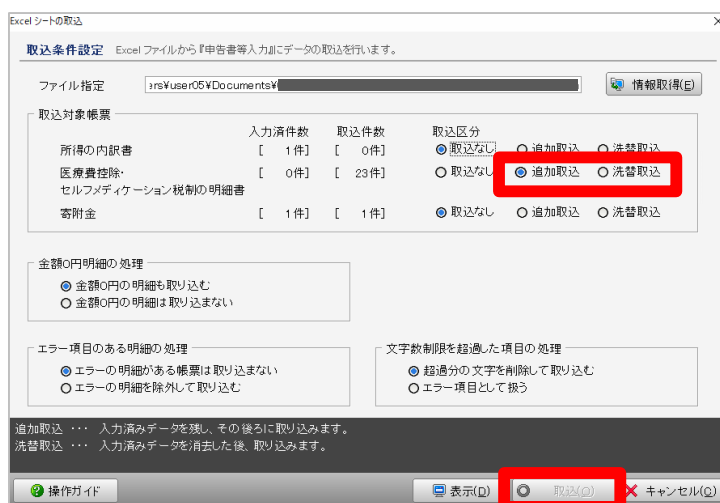 Excel シートの取込
取込条件設定 Excel ファイルから『申告書等入力』にデータの取込を行います。
ファイル指定 ers¥user05¥Documents¥ 情報取得(E)
取込対象帳票
入力済件数 取込件数 取込区分
所得の内訳書 [ 1件] [ 0件] 取込なし 追加取込 洗替取込
医療費控除・ [ 0件] [ 23件] 取込なし 追加取込 洗替取込
セルフメディケーション税制の明細書
寄附金 [ 1件] [ 1件] 取込なし 追加取込 洗替取込
金額0円明細の処理
金額0円の明細も取り込む
金額0円の明細は取り込まない
エラー項目のある明細の処理
エラーの明細がある帳票は取り込まない
エラーの明細を除外して取り込む
文字数制限を超過した項目の処理
超過分の文字を削除して取り込む
エラー項目として扱う
追加取込 ・・・ 入力済みデータを残し、その後ろに取り込みます。
洗替取込 ・・・ 入力済みデータを消去した後、取り込みます。
操作ガイド 表示(D) 取込(O) キャンセル(C)